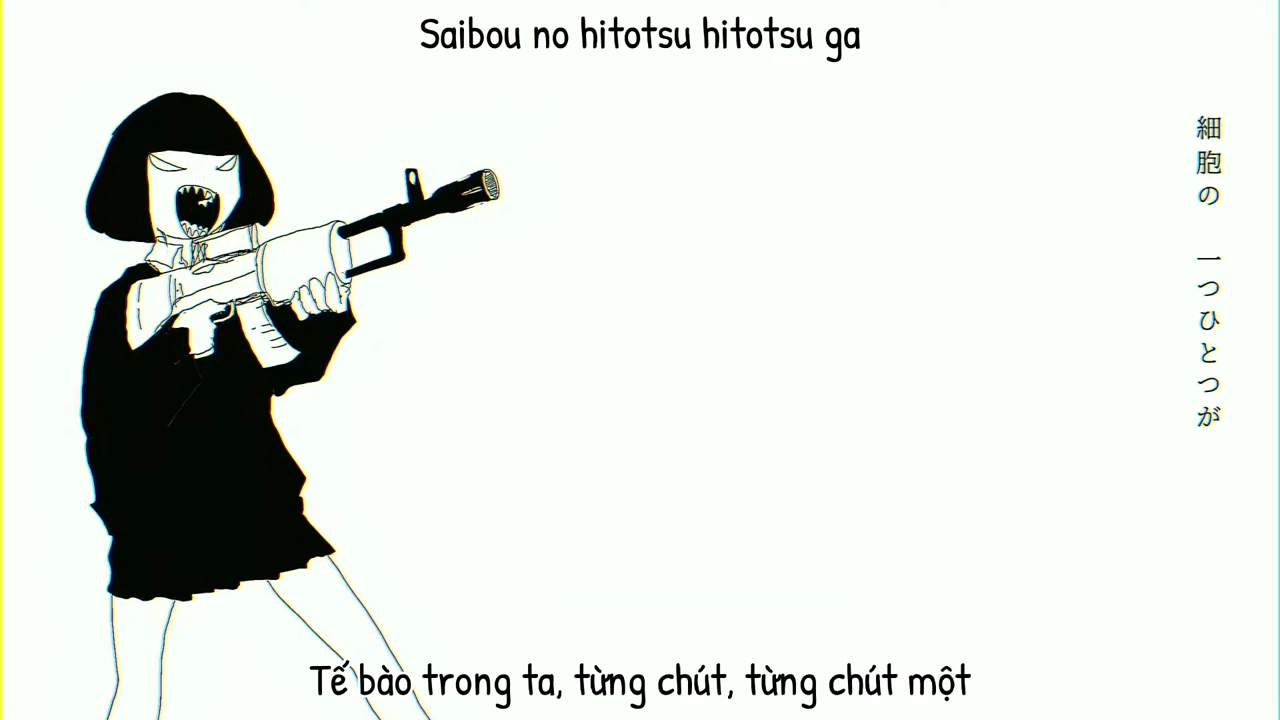 Saibou no hitotsu hitotsu ga
細胞の 一つひとつが
Tế bào trong ta, từng chút, từng chút một